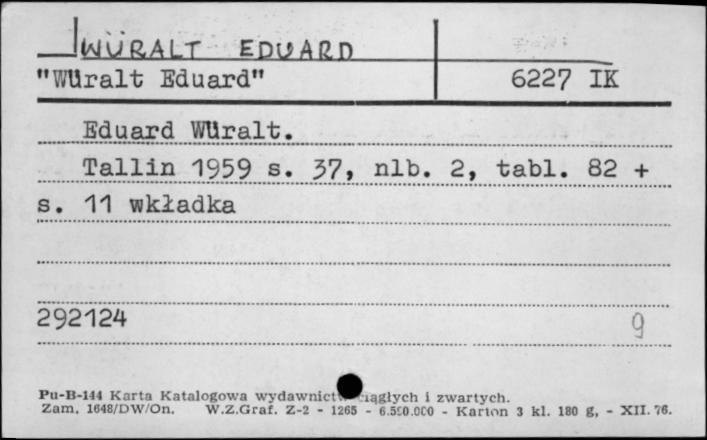 WÜRALT EDUARD
"Würalt Eduard" 6227 IK
Eduard Würalt.
Tallin 1959 s. 37, nlb. 2, tabl. 82 +
s. 11 wkładka
292124 9
Pu-B-144 Karta Katalogowa ciągłych i zwartych.
Zam. 1648/DW/On. W.Z.Graf. Z-2 - 1265 - 6.550.000 - Karton 3 kl. 180 g, - XII. 76.